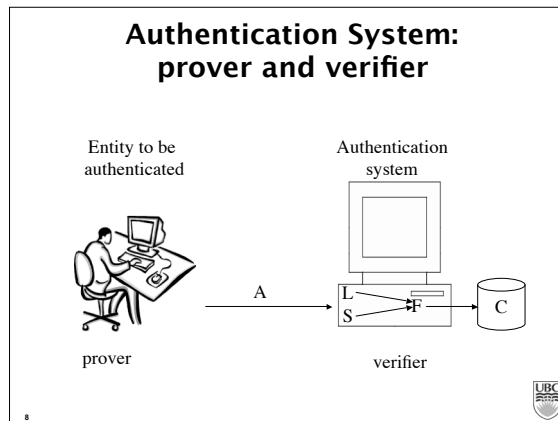 Authentication System:
prover and verifier
Entity to be
authenticated
Authentication
system
A
L
S
F
C
prover
verifier
UBC
8